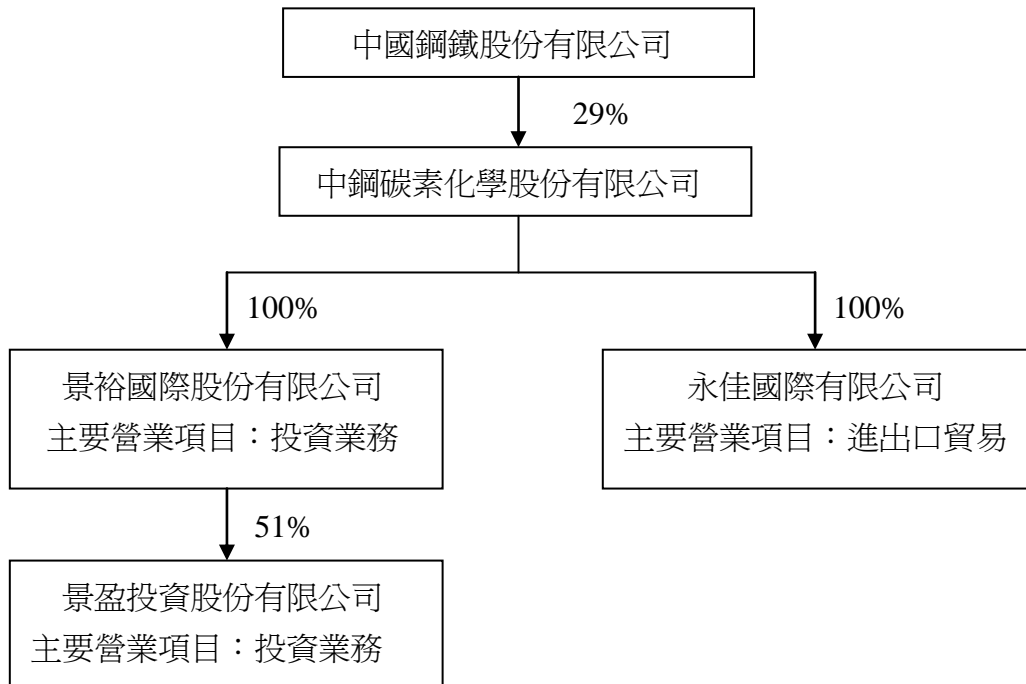 中國鋼鐵股份有限公司
29%
中鋼碳素化學股份有限公司
100%
100%
景裕國際股份有限公司
主要營業項目：投資業務
永佳國際有限公司
主要營業項目：進出口貿易
51%
景盈投資股份有限公司
主要營業項目：投資業務